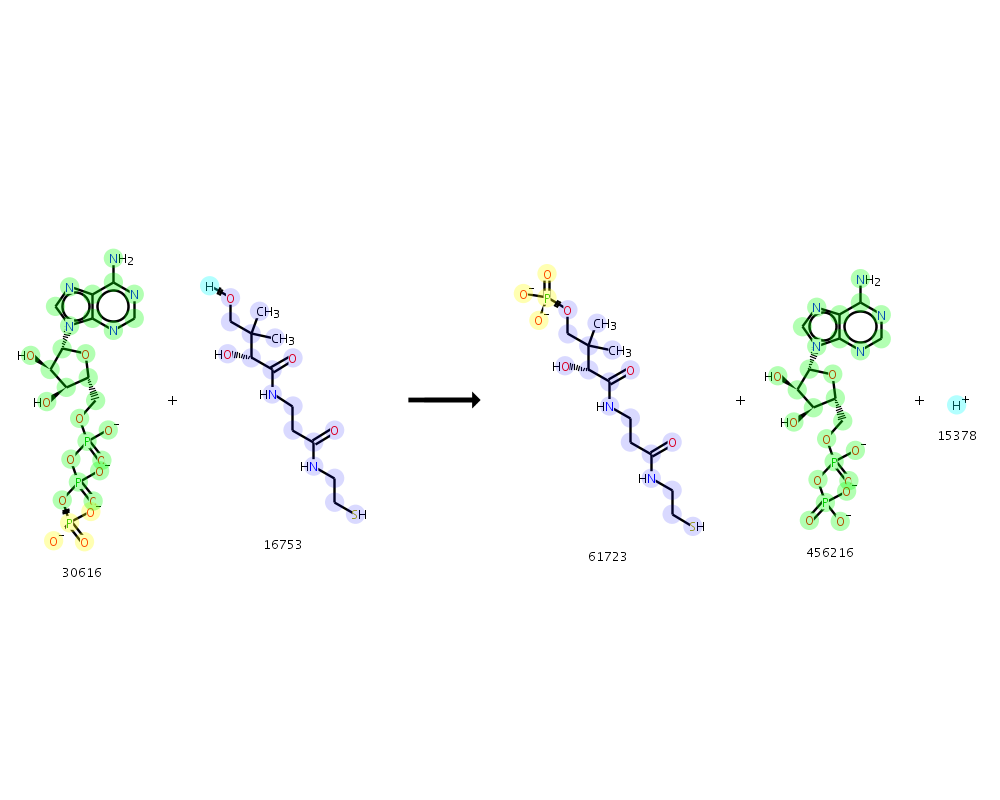 NH₂
N
N
N
N
HO
O
HO
O
O⁻
P
O
O
O⁻
P
O
O
O⁻
P
O⁻
O
30616
+
H
O
CH₃
CH₃
HO
O
HN
O
HN
SH
16753
O
O⁻
P
O⁻
O
CH₃
CH₃
HO
O
HN
O
HN
SH
61723
+
NH₂
N
N
N
N
HO
O
HO
O
O⁻
P
O
O
O⁻
P
O
O⁻
456216
+
H⁺
15378